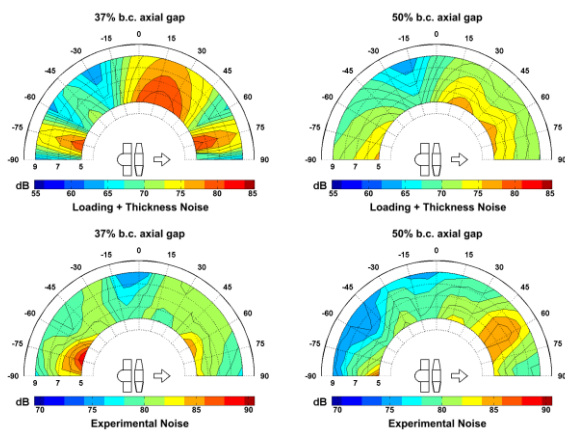 37% b.c. axial gap
50% b.c. axial gap
-90 -75 -60 -45 -30 -15 0 15 30 45 60 75 90
9 7 5
-90 -75 -60 -45 -30 -15 0 15 30 45 60 75 90
9 7 5
dB
55 60 65 70 75 80 85
dB
55 60 65 70 75 80 85
Loading + Thickness Noise
Loading + Thickness Noise
37% b.c. axial gap
50% b.c. axial gap
-90 -75 -60 -45 -30 -15 0 15 30 45 60 75 90
9 7 5
-90 -75 -60 -45 -30 -15 0 15 30 45 60 75 90
9 7 5
dB
70 75 80 85 90
dB
70 75 80 85 90
Experimental Noise
Experimental Noise